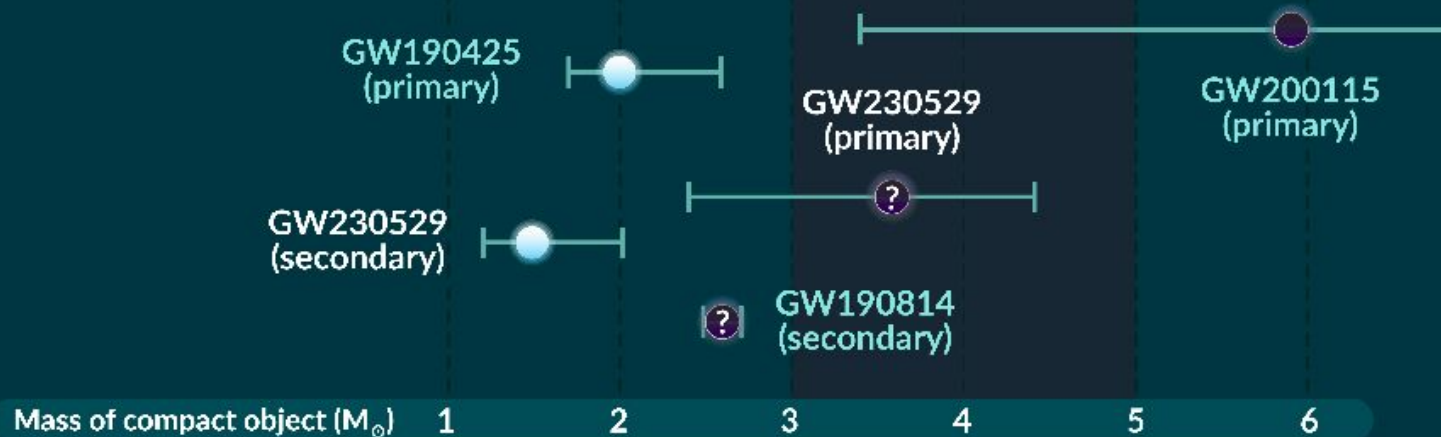 GW190425
(primary)
GW200115
(primary)
GW230529
(primary)
?
GW230529
(secondary)
?
GW190814
(secondary)
Mass of compact object (M☉) 1 2 3 4 5 6